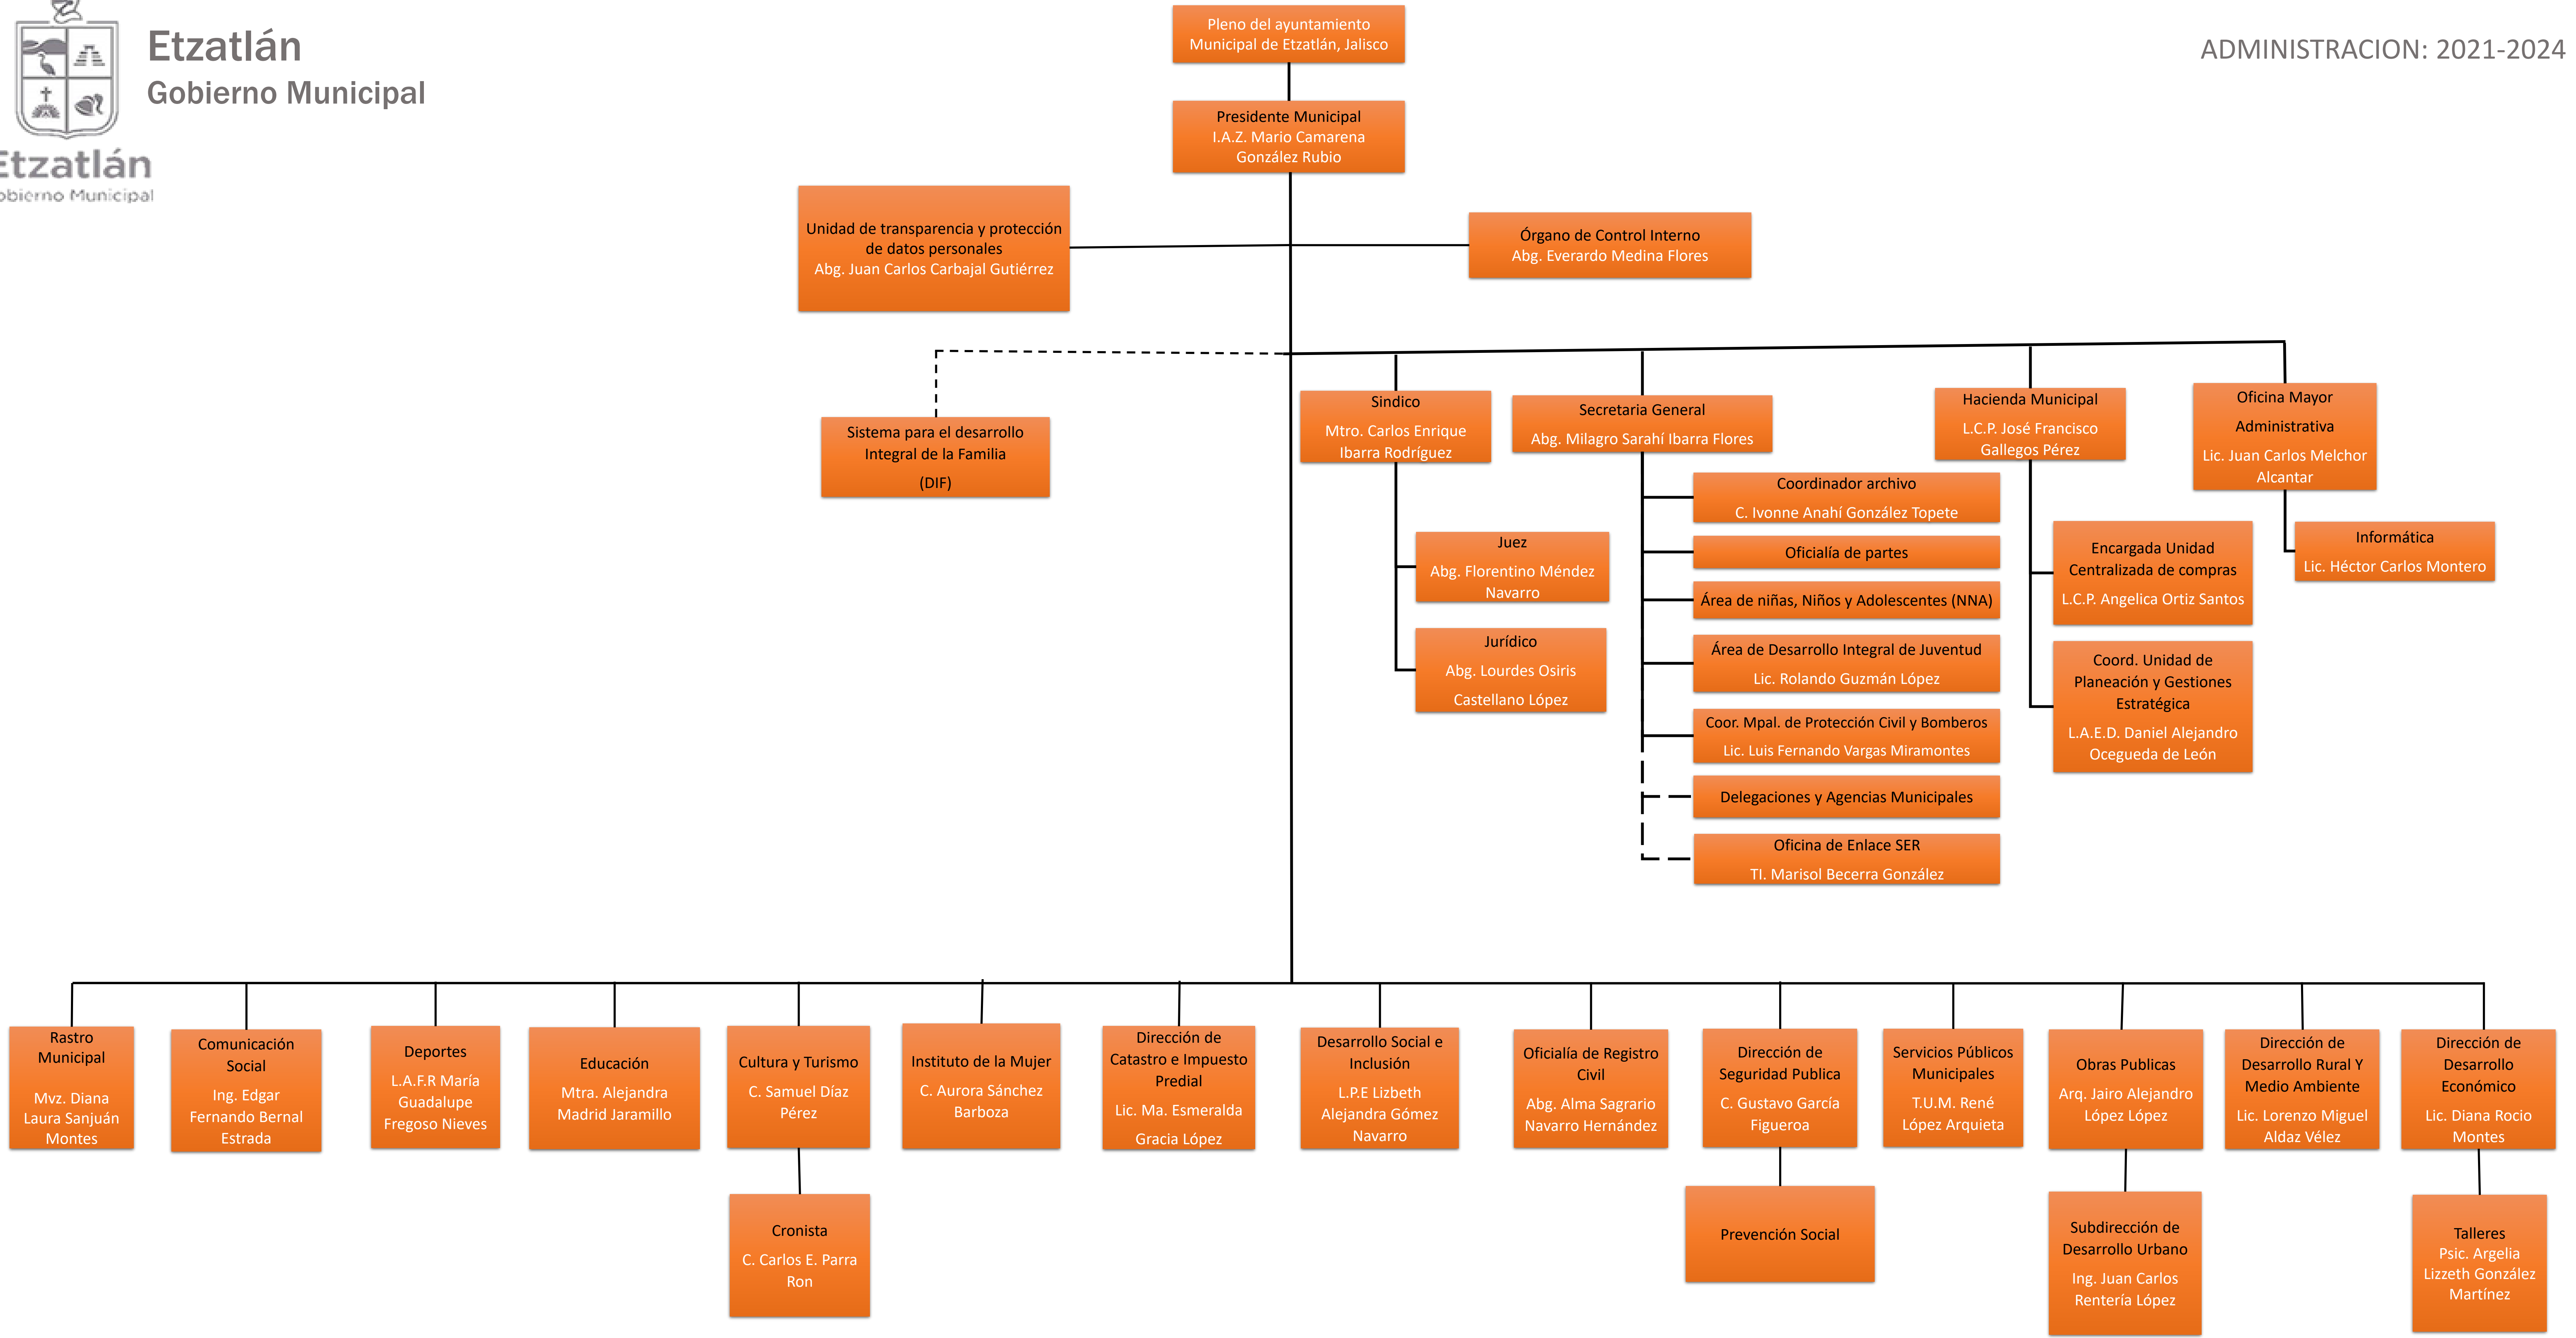 Etzatlán
Gobierno Municipal
Etzatlán
Gobierno Municipal
ADMINISTRACION: 2021-2024
Pleno del ayuntamiento
Municipal de Etzatlán, Jalisco
Presidente Municipal
I.A.Z. Mario Camarena
González Rubio
Unidad de transparencia y protección
de datos personales
Abg. Juan Carlos Carbajal Gutiérrez
Órgano de Control Interno
Abg. Everardo Medina Flores
Sistema para el desarrollo
Integral de la Familia
(DIF)
Sindico
Mtro. Carlos Enrique
Ibarra Rodríguez
Juez
Abg. Florentino Méndez
Navarro
Jurídico
Abg. Lourdes Osiris
Castellano López
Secretaria General
Abg. Milagro Sarahí Ibarra Flores
Coordinador archivo
C. Ivonne Anahí González Topete
Oficialía de partes
Área de niñas, Niños y Adolescentes (NNA)
Área de Desarrollo Integral de Juventud
Lic. Rolando Guzmán López
Coor. Mpal. de Protección Civil y Bomberos
Lic. Luis Fernando Vargas Miramontes
Delegaciones y Agencias Municipales
Oficina de Enlace SER
TI. Marisol Becerra González
Hacienda Municipal
L.C.P. José Francisco
Gallegos Pérez
Encargada Unidad
Centralizada de compras
L.C.P. Angelica Ortiz Santos
Coord. Unidad de
Planeación y Gestiones
Estratégica
L.A.E.D. Daniel Alejandro
Ocegueda de León
Oficina Mayor
Administrativa
Lic. Juan Carlos Melchor
Alcantar
Informática
Lic. Héctor Carlos Montero
Rastro
Municipal
Mvz. Diana
Laura Sanjuán
Montes
Comunicación
Social
Ing. Edgar
Fernando Bernal
Estrada
Deportes
L.A.F.R María
Guadalupe
Fregoso Nieves
Educación
Mtra. Alejandra
Madrid Jaramillo
Cultura y Turismo
C. Samuel Díaz
Pérez
Cronista
C. Carlos E. Parra
Ron
Instituto de la Mujer
C. Aurora Sánchez
Barboza
Dirección de
Catastro e Impuesto
Predial
Lic. Ma. Esmeralda
Gracia López
Desarrollo Social e
Inclusión
L.P.E Lizbeth
Alejandra Gómez
Navarro
Oficialía de Registro
Civil
Abg. Alma Sagrario
Navarro Hernández
Dirección de
Seguridad Publica
C. Gustavo García
Figueroa
Prevención Social
Servicios Públicos
Municipales
T.U.M. René
López Arquieta
Obras Publicas
Arq. Jairo Alejandro
López López
Subdirección de
Desarrollo Urbano
Ing. Juan Carlos
Rentería López
Dirección de
Desarrollo Rural Y
Medio Ambiente
Lic. Lorenzo Miguel
Aldaz Vélez
Dirección de
Desarrollo
Económico
Lic. Diana Rocio
Montes
Talleres
Psic. Argelia
Lizzeth González
Martínez